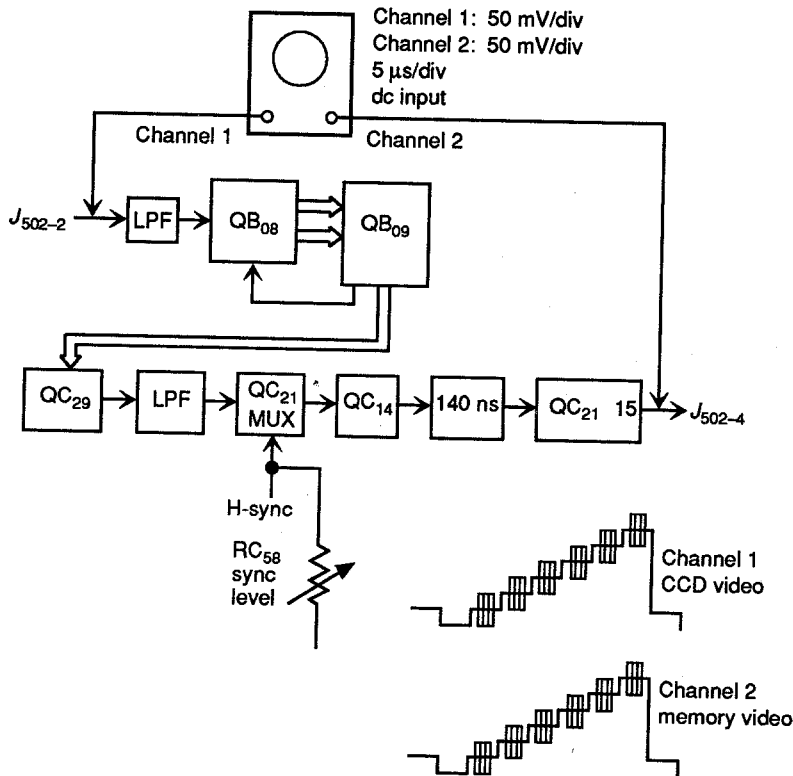 Channel 1: 50 mV/div
Channel 2: 50 mV/div
5 μs/div
dc input
Channel 1
Channel 2
J502–2
LPF
QB08
QB09
QC29
LPF
QC21
MUX
QC14
140 ns
QC21 15
J502–4
H-sync
RC58
sync
level
Channel 1
CCD video
Channel 2
memory video